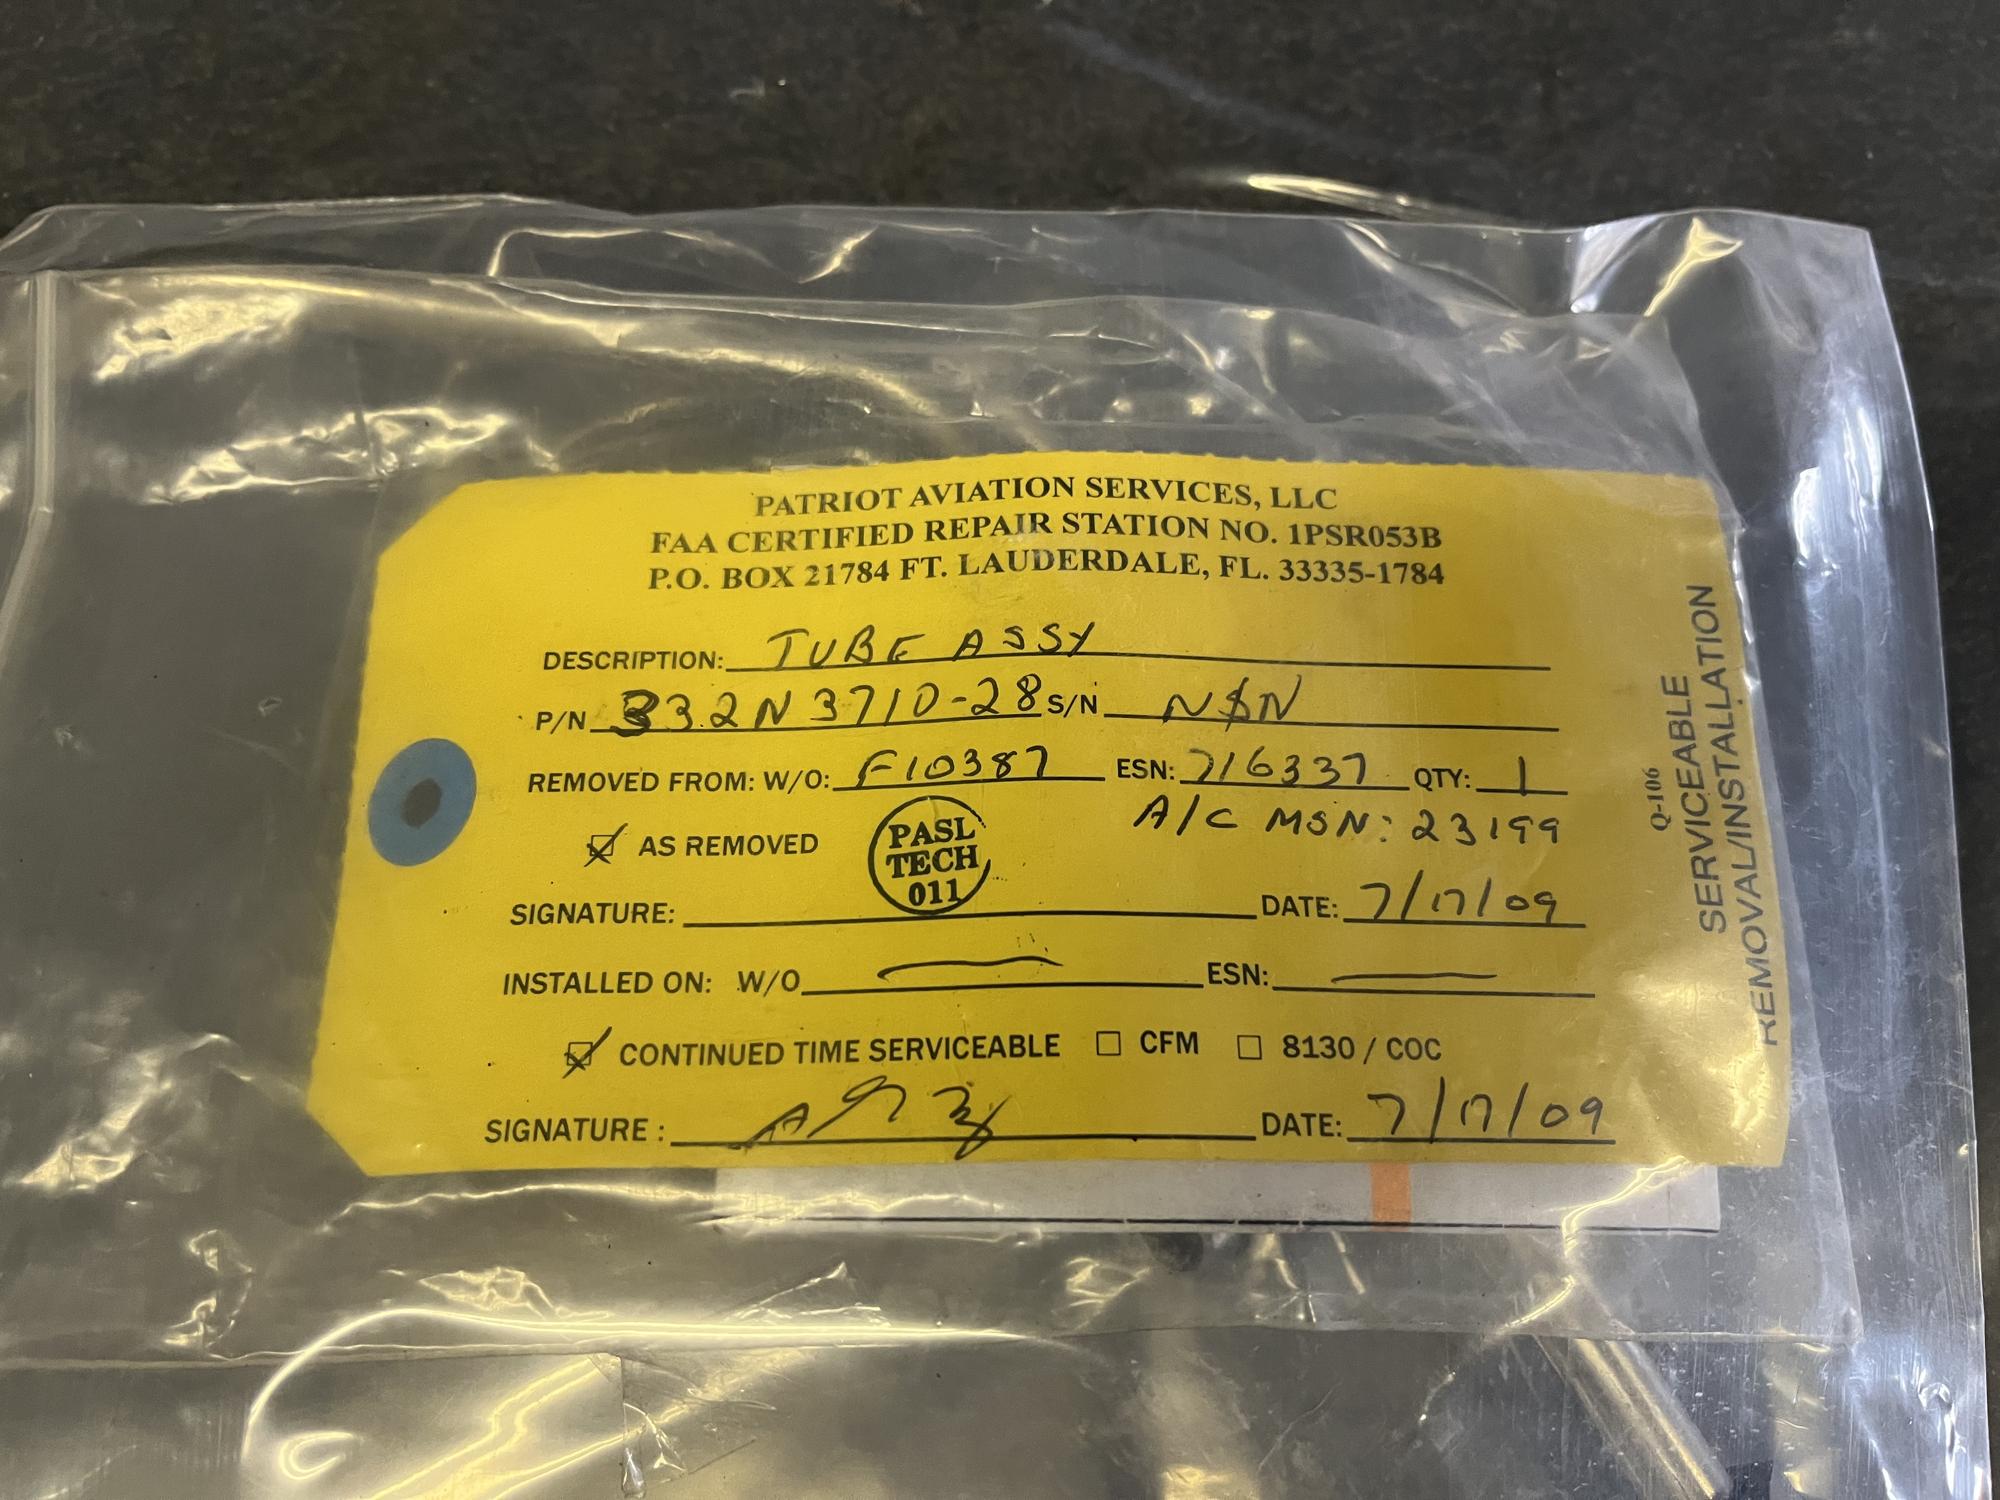 PATRIOT AVIATION SERVICES, LLC
FAA CERTIFIED REPAIR STATION NO. 1PSR053B
P.O. BOX 21784 FT. LAUDERDALE, FL. 33335-1784
DESCRIPTION: TUBE ASSY
P/N 332N3710-28 S/N NSN
REMOVED FROM: W/O: F10387 ESN: 716337 QTY: 1
A/C MSN: 23199
AS REMOVED
PASL
TECH
011
SIGNATURE: DATE: 7/17/09
INSTALLED ON: W/O — ESN: —
CONTINUED TIME SERVICEABLE CFM 8130 / COC
SIGNATURE : DATE: 7/17/09
Q-106
SERVICEABLE
REMOVAL/INSTALLATION